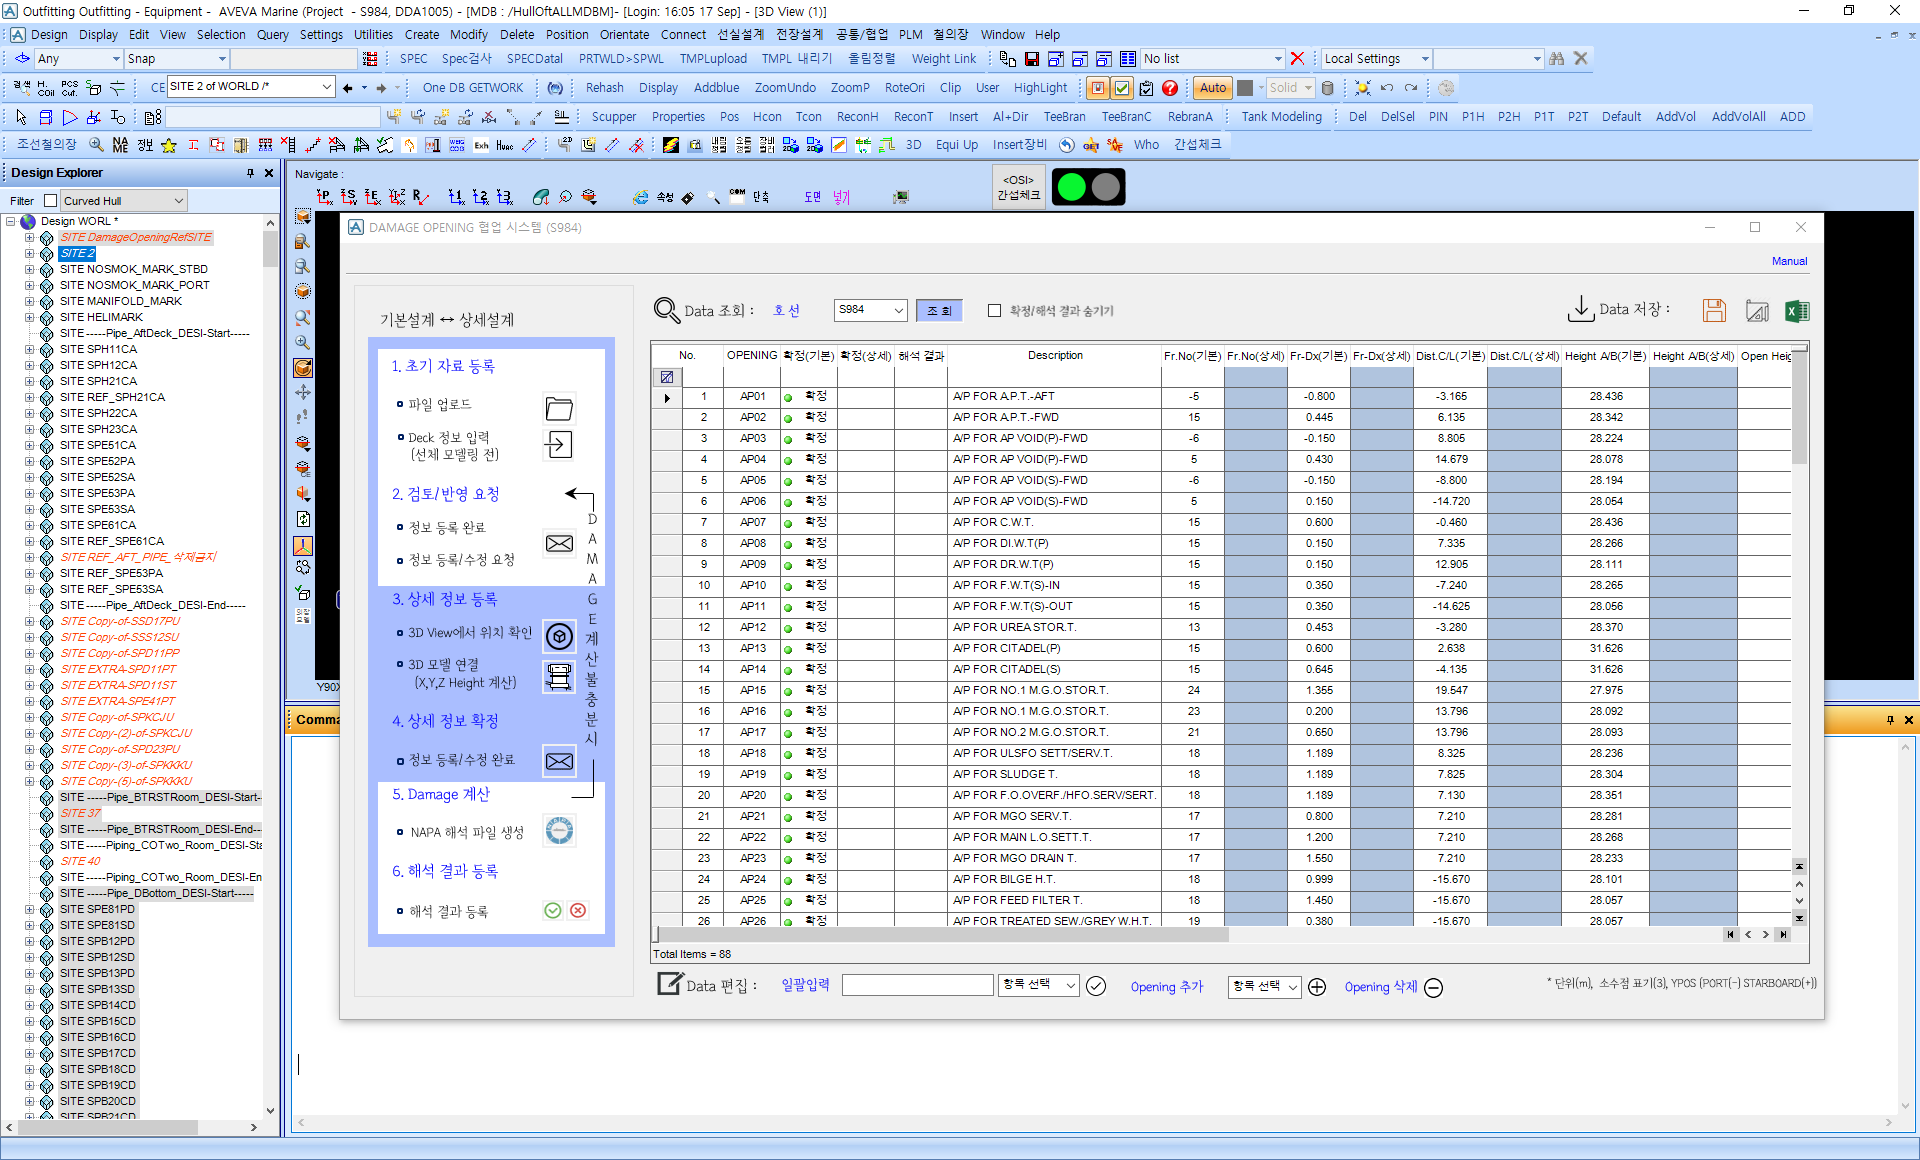 Outfitting Outfitting - Equipment - AVEVA Marine (Project - S984, DDA1005) - [MDB : /HullOftALLMDBM]- [Login: 16:05 17 Sep] - [3D View (1)]
Design Display Edit View Selection Query Settings Utilities Create Modify Delete Position Orientate Connect 선실설계 전장설계 공통/협업 PLM 철의장 Window Help
Any Snap SPEC Spec검사 SPECDatal PRTWLD>SPWL TMPLupload TMPL 내리기 올림정렬 Weight Link No list Local Settings
검색 H. COil PCS Cut. CE SITE 2 of WORLD /* One DB GETWORK Rehash Display Addblue ZoomUndo ZoomP RoteOri Clip User HighLight Auto Solid
Scupper Properties Pos Hcon Tcon ReconH ReconT Insert Al+Dir TeeBran TeeBranC RebranA Tank Modeling Del DelSel PIN P1H P2H P1T P2T Default AddVol AddVolAll ADD
조선철의장 NA ME 정보 Exh Hvac 3D Equi Up Insert장비 GET SAVE Who 간섭체크
Design Explorer
Filter Curved Hull
Design WORL *
SITE DamageOpeningRefSITE
SITE 2
SITE NOSMOK_MARK_STBD
SITE NOSMOK_MARK_PORT
SITE MANIFOLD_MARK
SITE HELIMARK
SITE -----Pipe_AftDeck_DESI-Start-----
SITE SPH11CA
SITE SPH12CA
SITE SPH21CA
SITE REF_SPH21CA
SITE SPH22CA
SITE SPH23CA
SITE SPE51CA
SITE SPE52PA
SITE SPE52SA
SITE SPE53PA
SITE SPE53SA
SITE SPE61CA
SITE REF_SPE61CA
SITE REF_AFT_PIPE_삭제금지
SITE REF_SPE53PA
SITE REF_SPE53SA
SITE -----Pipe_AftDeck_DESI-End-----
SITE Copy-of-SSD17PU
SITE Copy-of-SSS12SU
SITE Copy-of-SPD11PP
SITE EXTRA-SPD11PT
SITE EXTRA-SPD11ST
SITE EXTRA-SPE41PT
SITE Copy-of-SPKCJU
SITE Copy-(2)-of-SPKCJU
SITE Copy-of-SPD23PU
SITE Copy-(3)-of-SPKKKU
SITE Copy-(5)-of-SPKKKU
SITE -----Pipe_BTRSTRoom_DESI-Start-
SITE 37
SITE -----Pipe_BTRSTRoom_DESI-End--
SITE -----Piping_COTwo_Room_DESI-Sta
SITE 40
SITE -----Piping_COTwo_Room_DESI-En
SITE -----Pipe_DBottom_DESI-Start-----
SITE SPE81PD
SITE SPE81SD
SITE SPB12PD
SITE SPB12SD
SITE SPB13PD
SITE SPB13SD
SITE SPB14CD
SITE SPB15CD
SITE SPB16CD
SITE SPB17CD
SITE SPB18CD
SITE SPB19CD
SITE SPB20CD
SITE SPB21CD
Navigate :
속성 COM 단축 도면 넣기
<OSI>
간섭체크
Y90X
Comma
DAMAGE OPENING 협업 시스템 (S984)
Manual
기본설계 ↔ 상세설계
1. 초기 자료 등록
파일 업로드
Deck 정보 입력
(선체 모델링 전)
2. 검토/반영 요청
정보 등록 완료
정보 등록/수정 요청
3. 상세 정보 등록
3D View에서 위치 확인
3D 모델 연결
(X,Y,Z Height 계산)
4. 상세 정보 확정
정보 등록/수정 완료
5. Damage 계산
NAPA 해석 파일 생성
6. 해석 결과 등록
해석 결과 등록
DAMAGE계산불충분시
Data 조회 : 호 선 S984 조 회 확정/해석 결과 숨기기 Data 저장 :
No. OPENING 확정(기본) 확정(상세) 해석 결과 Description Fr.No(기본) Fr.No(상세) Fr-Dx(기본) Fr-Dx(상세) Dist.C/L(기본) Dist.C/L(상세) Height A/B(기본) Height A/B(상세) Open Heig
1 AP01 확정 A/P FOR A.P.T.-AFT -5 -0.800 -3.165 28.436
2 AP02 확정 A/P FOR A.P.T.-FWD 15 0.445 6.135 28.342
3 AP03 확정 A/P FOR AP VOID(P)-FWD -6 -0.150 8.805 28.224
4 AP04 확정 A/P FOR AP VOID(P)-FWD 5 0.430 14.679 28.078
5 AP05 확정 A/P FOR AP VOID(S)-FWD -6 -0.150 -8.800 28.194
6 AP06 확정 A/P FOR AP VOID(S)-FWD 5 0.150 -14.720 28.054
7 AP07 확정 A/P FOR C.W.T. 15 0.600 -0.460 28.436
8 AP08 확정 A/P FOR DI.W.T(P) 15 0.150 7.335 28.266
9 AP09 확정 A/P FOR DR.W.T(P) 15 0.150 12.905 28.111
10 AP10 확정 A/P FOR F.W.T(S)-IN 15 0.350 -7.240 28.265
11 AP11 확정 A/P FOR F.W.T(S)-OUT 15 0.350 -14.625 28.056
12 AP12 확정 A/P FOR UREA STOR.T. 13 0.453 -3.280 28.370
13 AP13 확정 A/P FOR CITADEL(P) 15 0.600 2.638 31.626
14 AP14 확정 A/P FOR CITADEL(S) 15 0.645 -4.135 31.626
15 AP15 확정 A/P FOR NO.1 M.G.O.STOR.T. 24 1.355 19.547 27.975
16 AP16 확정 A/P FOR NO.1 M.G.O.STOR.T. 23 0.200 13.796 28.092
17 AP17 확정 A/P FOR NO.2 M.G.O.STOR.T. 21 0.650 13.796 28.093
18 AP18 확정 A/P FOR ULSFO SETT/SERV.T. 18 1.189 8.325 28.236
19 AP19 확정 A/P FOR SLUDGE T. 18 1.189 7.825 28.304
20 AP20 확정 A/P FOR F.O.OVERF./HFO.SERV/SERT. 18 1.189 7.130 28.351
21 AP21 확정 A/P FOR MGO SERV.T. 17 0.800 7.210 28.281
22 AP22 확정 A/P FOR MAIN L.O.SETT.T. 17 1.200 7.210 28.268
23 AP23 확정 A/P FOR MGO DRAIN T. 17 1.550 7.210 28.233
24 AP24 확정 A/P FOR BILGE H.T. 18 0.999 -15.670 28.101
25 AP25 확정 A/P FOR FEED FILTER T. 18 1.450 -15.670 28.057
26 AP26 확정 A/P FOR TREATED SEW./GREY W.H.T. 19 0.380 -15.670 28.057
Total Items = 88
Data 편집 : 일괄입력 항목 선택 Opening 추가 항목 선택 Opening 삭제 * 단위(m), 소수점 표기(3), YPOS (PORT(-) STARBOARD(+))